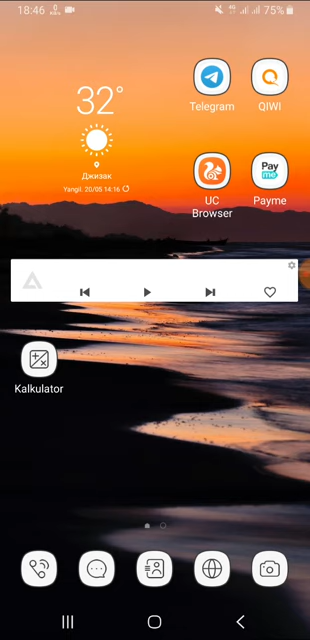 18:46
75%
32°
Джизак
Yangil. 20/05 14:16
Telegram
QIWI
Pay
me
UC
Browser
Payme
Kalkulator